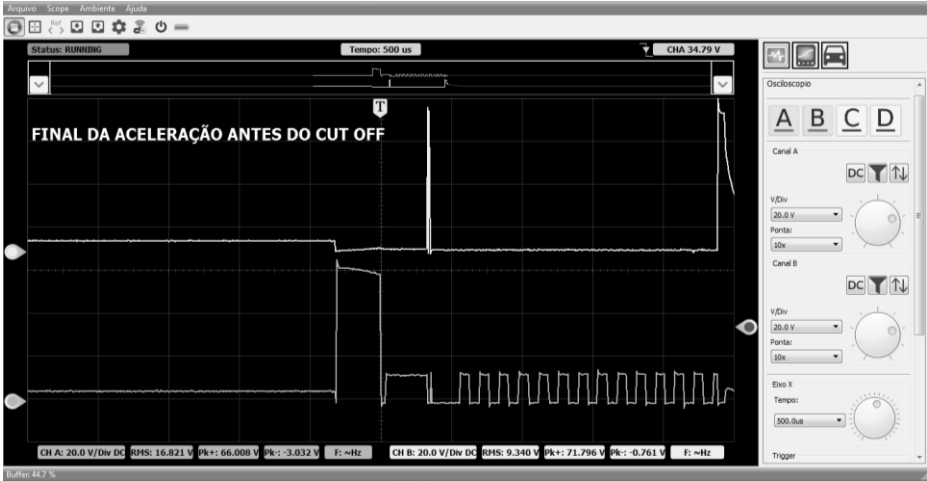 Arquivo Scope Ambiente Ajuda
Ref
Status: RUNNING
Tempo: 500 us
CHA 34.79 V
T
FINAL DA ACELERAÇÃO ANTES DO CUT OFF
CH A: 20.0 V/Div DC RMS: 16.821 V Pk+: 66.008 V Pk-: -3.032 V F: ~Hz
CH B: 20.0 V/Div DC RMS: 9.340 V Pk+: 71.796 V Pk-: -0.761 V F: ~Hz
Buffer: 44.7 %
Osciloscopio
A B C D
Canal A
DC
V/Div
20.0 V
Ponta:
10x
Canal B
DC
V/Div
20.0 V
Ponta:
10x
Eixo X
Tempo:
500.0us
Trigger